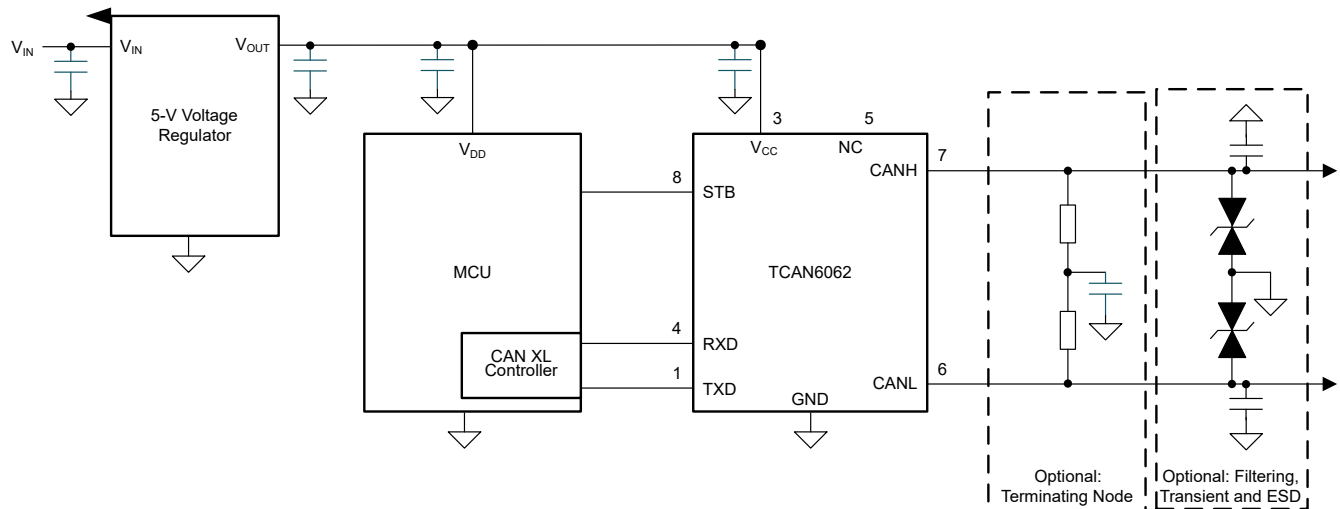 V_IN
V_IN
V_OUT
5-V Voltage
Regulator
3
5
V_DD
V_CC
NC
CANH
7
8
STB
MCU
TCAN6062
4
RXD
CAN XL
Controller
1
TXD
CANL
6
GND
Optional:
Terminating Node
Optional: Filtering,
Transient and ESD